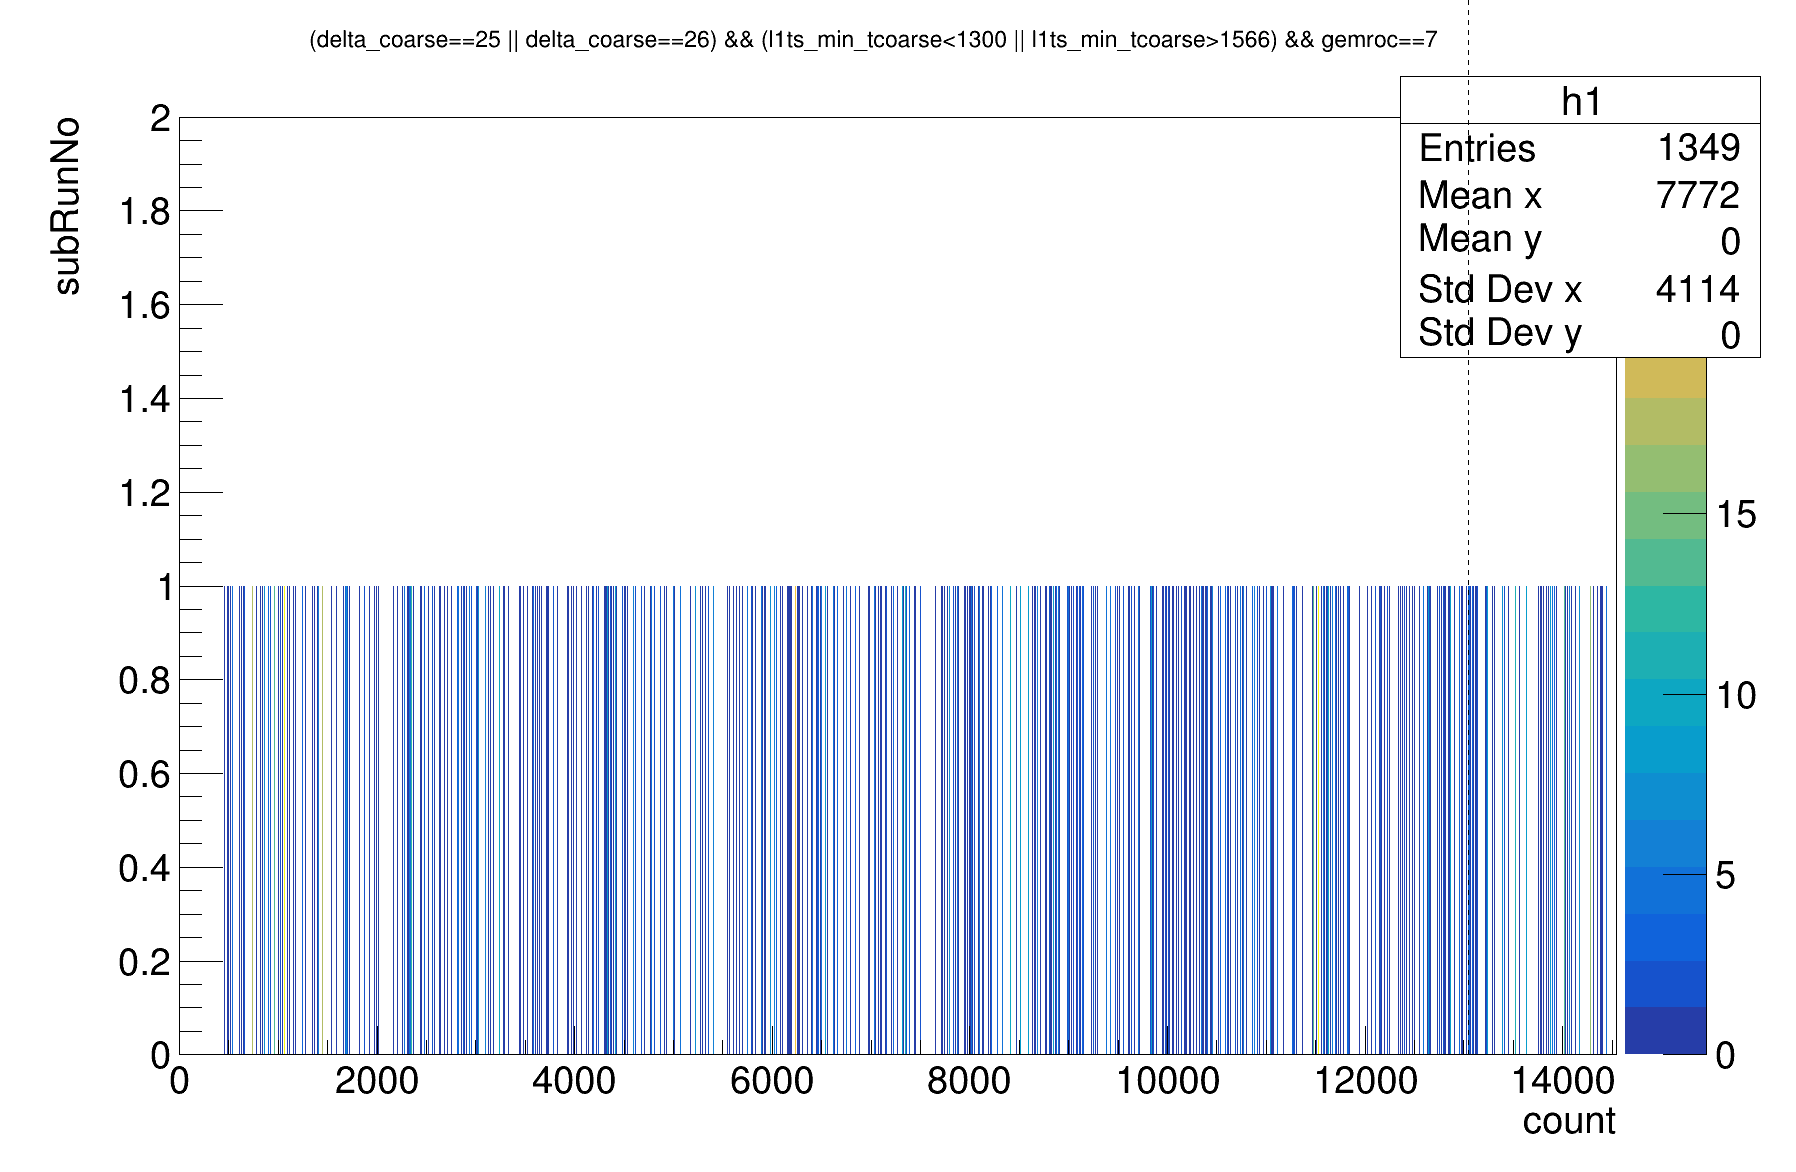 (delta_coarse==25 || delta_coarse==26) && (l1ts_min_tcoarse<1300 || l1ts_min_tcoarse>1566) && gemroc==7
h1
Entries 1349
Mean x 7772
Mean y 0
Std Dev x 4114
Std Dev y 0
subRunNo
2
1.8
1.6
1.4
1.2
1
0.8
0.6
0.4
0.2
0
15
10
5
0
0 2000 4000 6000 8000 10000 12000 14000
count